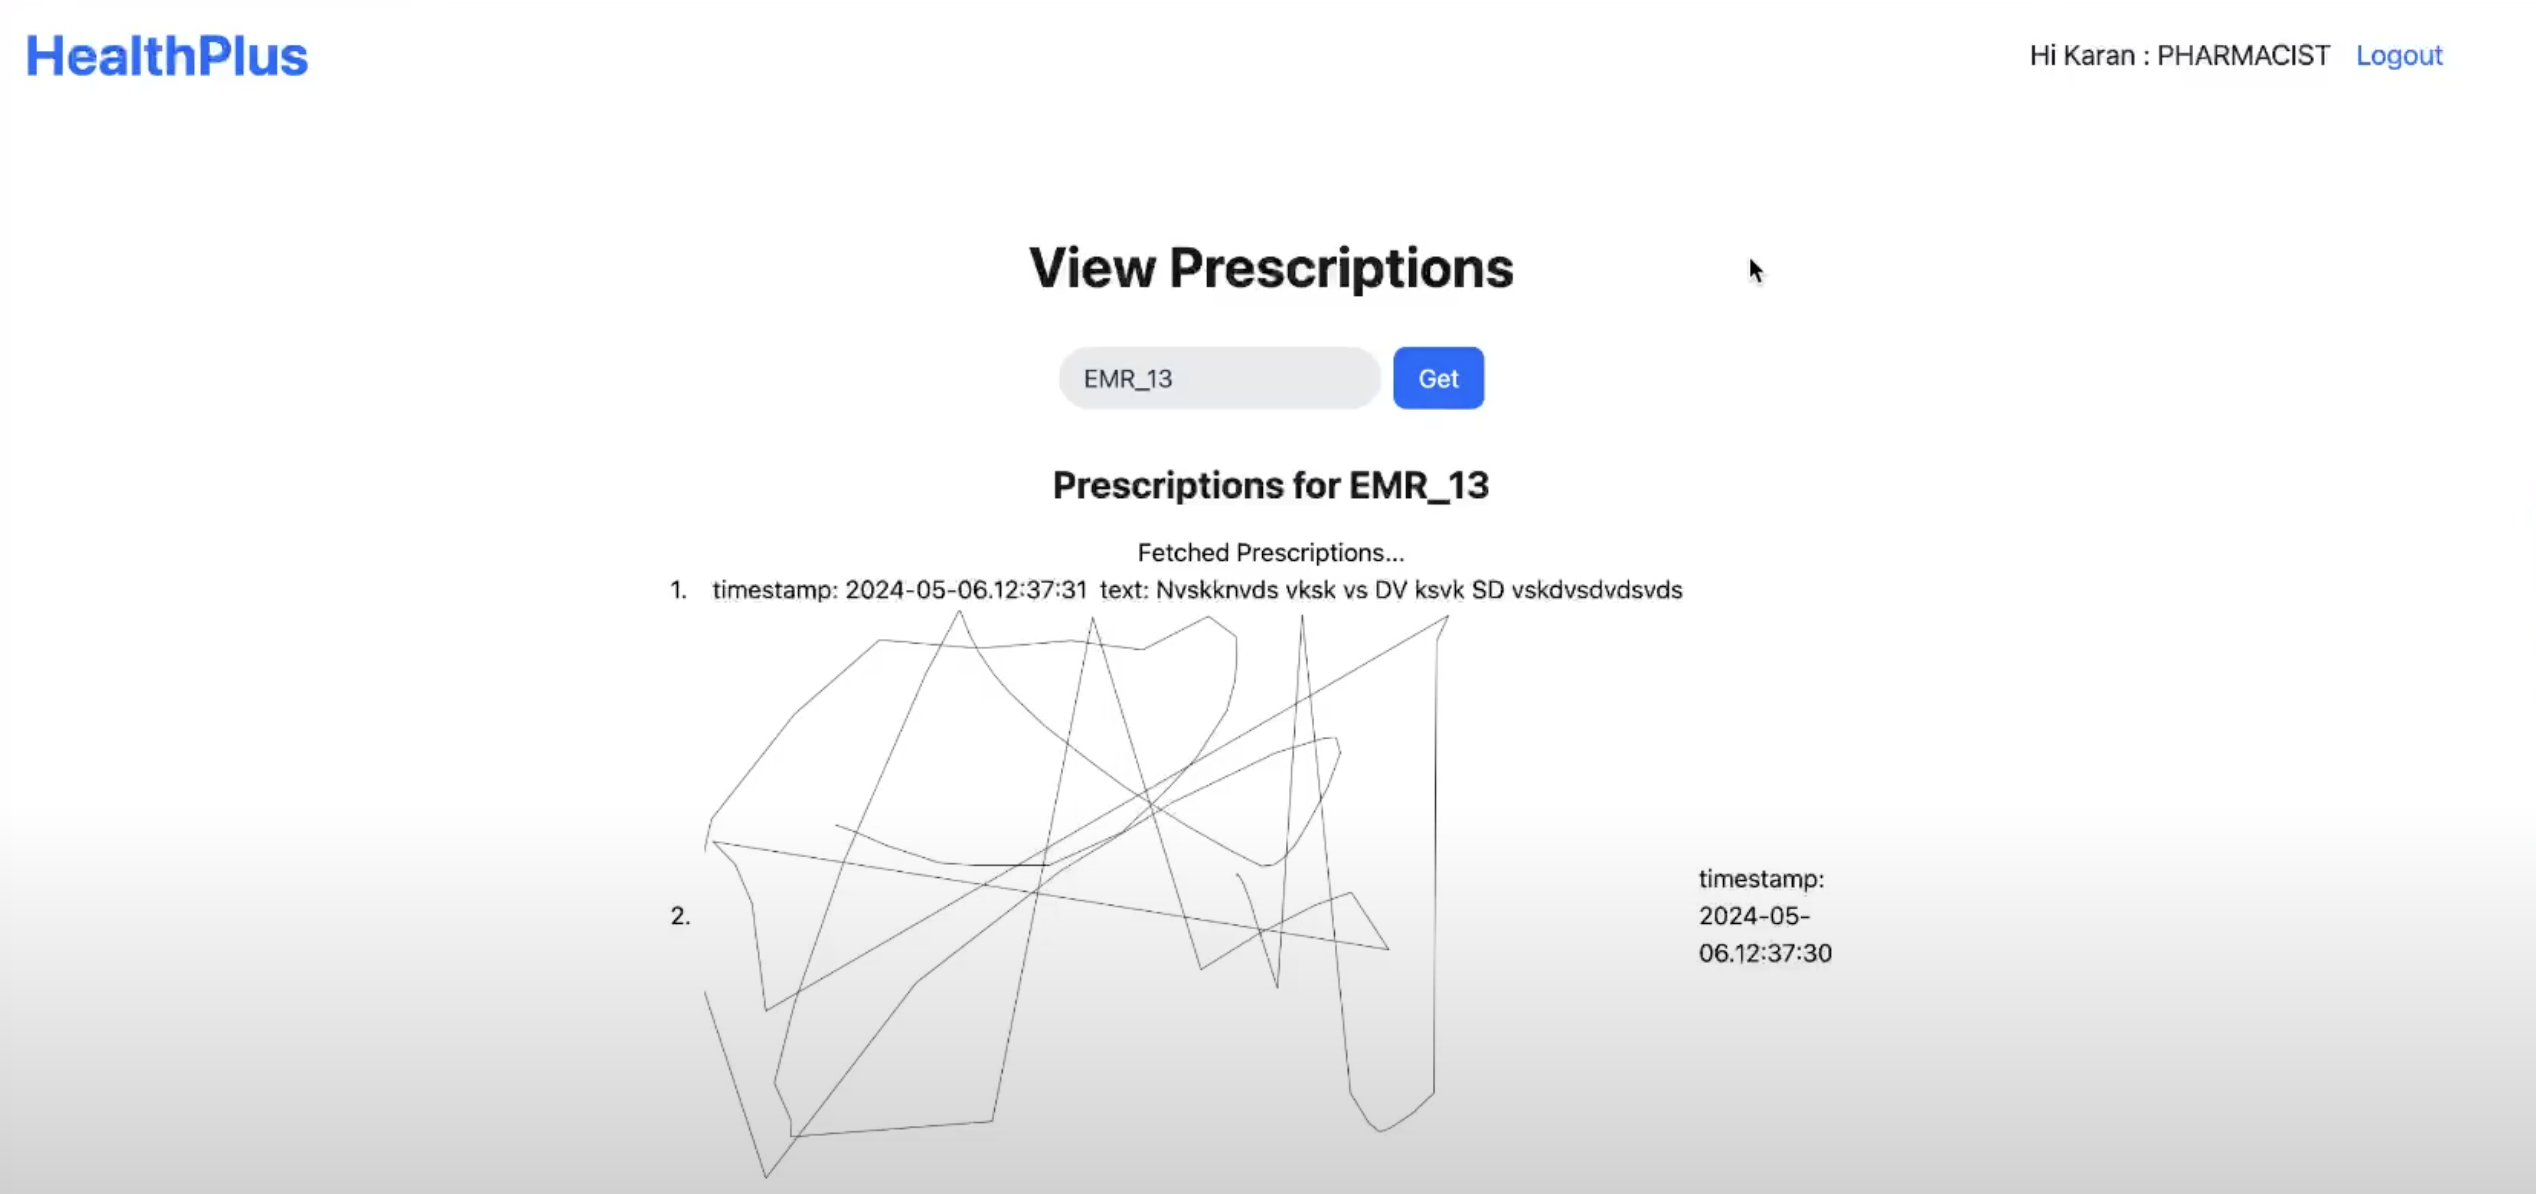 HealthPlus
Hi Karan : PHARMACIST Logout
View Prescriptions
EMR_13 Get
Prescriptions for EMR_13
Fetched Prescriptions...
1. timestamp: 2024-05-06.12:37:31 text: Nvskknvds vksk vs DV ksvk SD vskdvsdvdsvds
2.
timestamp:
2024-05-
06.12:37:30